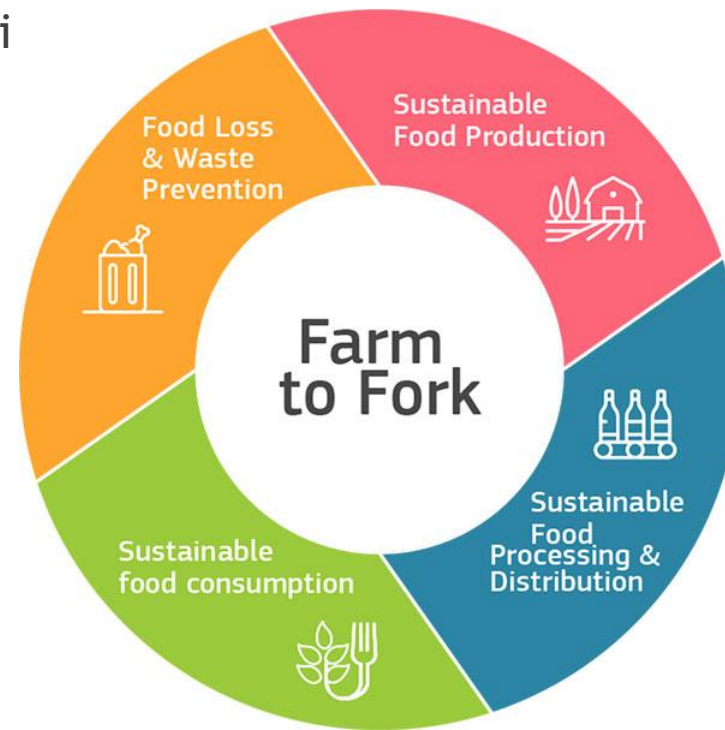 i
Sustainable
Food Production
Food Loss
& Waste
Prevention
Farm
to Fork
Sustainable
Food
Processing &
Distribution
Sustainable
food consumption